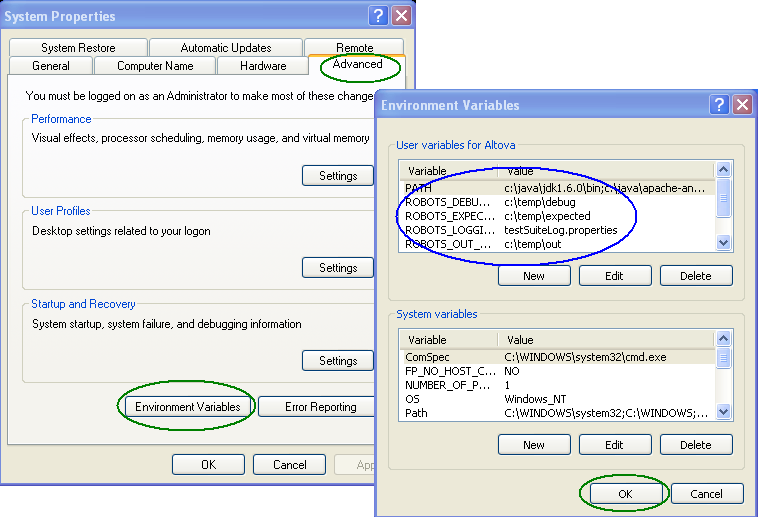 System Properties
System Restore
Automatic Updates
Remote
General
Computer Name
Hardware
Advanced
You must be logged on as an Administrator to make most of these change
Performance
Visual effects, processor scheduling, memory usage, and virtual memory
Settings
User Profiles
Desktop settings related to your logon
Settings
Startup and Recovery
System startup, system failure, and debugging information
Settings
Environment Variables
Error Reporting
OK
Cancel
App
Environment Variables
User variables for Altova
Variable
Value
PATH
c:\java\jdk1.6.0\bin;c:\java\apache-an...
ROBOTS_DEBU...
c:\temp\debug
ROBOTS_EXPEC...
c:\temp\expected
ROBOTS_LOGGI...
testSuiteLog.properties
ROBOTS_OUT_...
c:\temp\out
New
Edit
Delete
System variables
Variable
Value
ComSpec
C:\WINDOWS\system32\cmd.exe
FP_NO_HOST_C...
NO
NUMBER_OF_P...
1
OS
Windows_NT
Path
C:\WINDOWS\system32;C:\WINDOWS;...
New
Edit
Delete
OK
Cancel